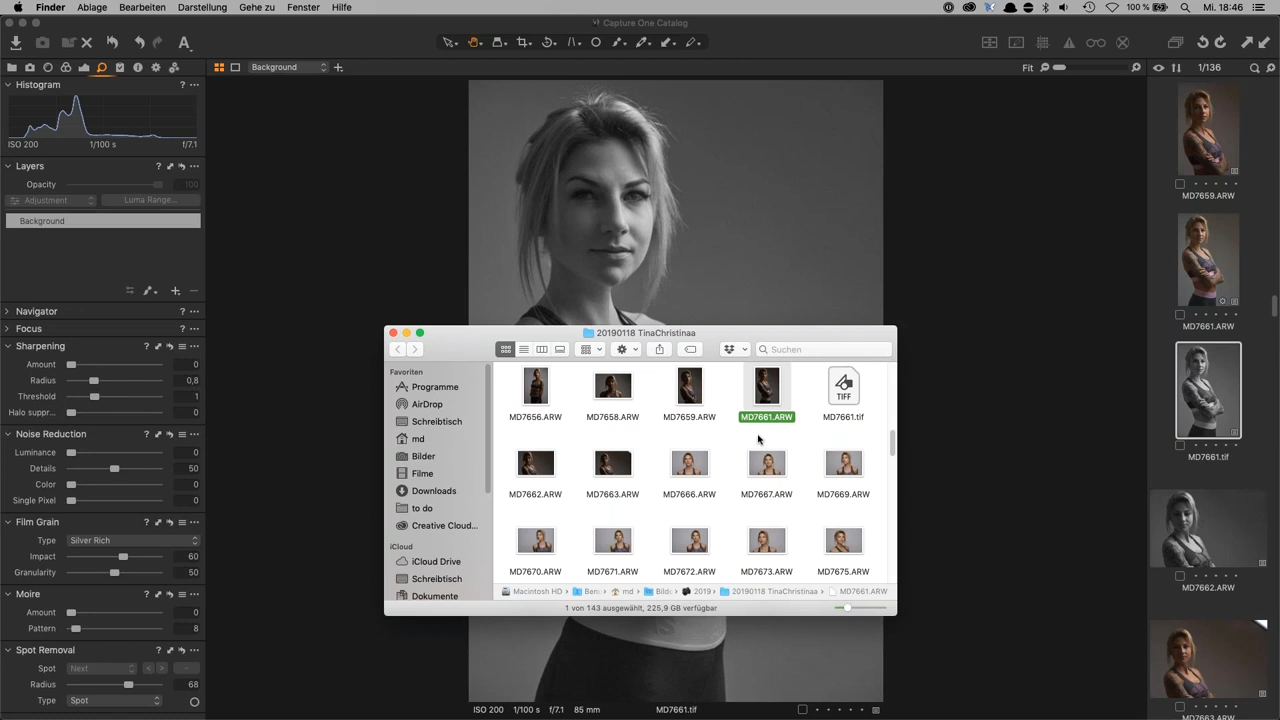 Finder Ablage Bearbeiten Darstellung Gehe zu Fenster Hilfe 100 % Mi. 18:46
Capture One Catalog
Background Fit 1/136
Histogram ?
ISO 200 1/100 s f/7.1
Layers ?
Opacity 100
Adjustment Luma Range...
Background
Navigator
Focus
Sharpening ?
Amount 0
Radius 0,8
Threshold 1
Halo suppr... 0
Noise Reduction ?
Luminance 0
Details 50
Color 0
Single Pixel 0
Film Grain ?
Type Silver Rich
Impact 60
Granularity 50
Moire ?
Amount 0
Pattern 8
Spot Removal ?
Spot Next
Radius 68
Type Spot
20190118 TinaChristinaa
Suchen
Favoriten
Programme
AirDrop
Schreibtisch
md
Bilder
Filme
Downloads
to do
Creative Cloud...
iCloud
iCloud Drive
Schreibtisch
Dokumente
TIFF
MD7656.ARW MD7658.ARW MD7659.ARW MD7661.ARW MD7661.tif
MD7662.ARW MD7663.ARW MD7666.ARW MD7667.ARW MD7669.ARW
MD7670.ARW MD7671.ARW MD7672.ARW MD7673.ARW MD7675.ARW
Macintosh HD › Ben › md › Bild › 2019 › 20190118 TinaChristinaa › MD7661.ARW
1 von 143 ausgewählt, 225,9 GB verfügbar
ISO 200 1/100 s f/7.1 85 mm MD7661.tif
MD7659.ARW
MD7661.ARW
MD7661.tif
MD7662.ARW
MD7663.ARW